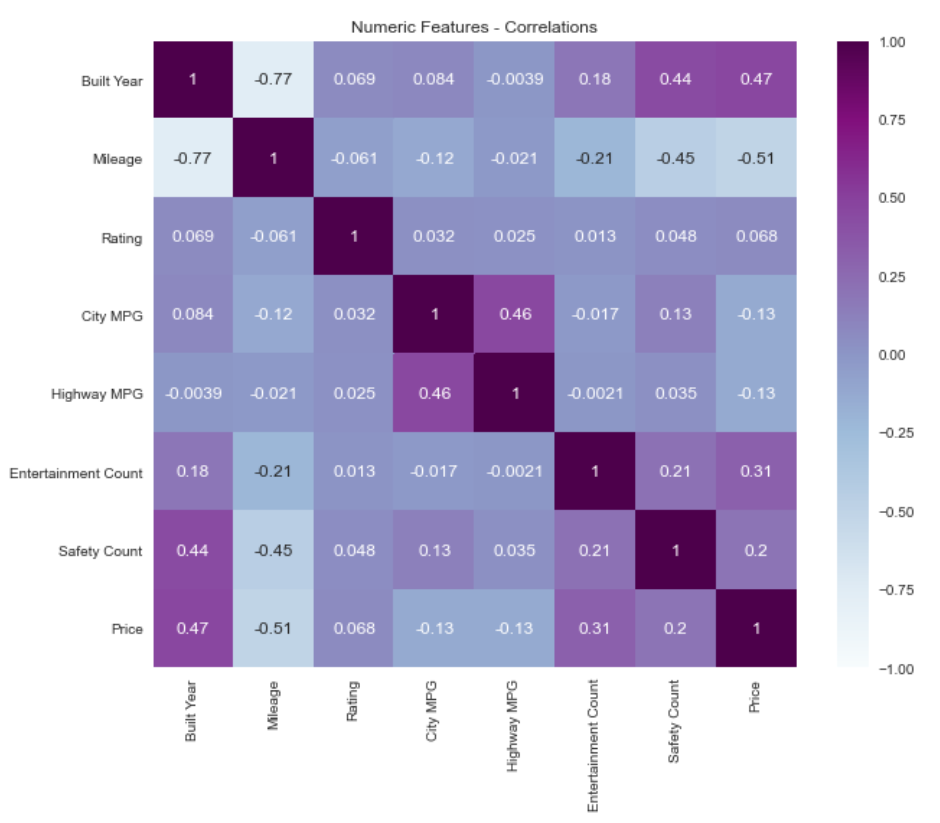 Numeric Features - Correlations
Built Year 1 -0.77 0.069 0.084 -0.0039 0.18 0.44 0.47
Mileage -0.77 1 -0.061 -0.12 -0.021 -0.21 -0.45 -0.51
Rating 0.069 -0.061 1 0.032 0.025 0.013 0.048 0.068
City MPG 0.084 -0.12 0.032 1 0.46 -0.017 0.13 -0.13
Highway MPG -0.0039 -0.021 0.025 0.46 1 -0.0021 0.035 -0.13
Entertainment Count 0.18 -0.21 0.013 -0.017 -0.0021 1 0.21 0.31
Safety Count 0.44 -0.45 0.048 0.13 0.035 0.21 1 0.2
Price 0.47 -0.51 0.068 -0.13 -0.13 0.31 0.2 1
Built Year
Mileage
Rating
City MPG
Highway MPG
Entertainment Count
Safety Count
Price
1.00
0.75
0.50
0.25
0.00
−0.25
−0.50
−0.75
−1.00